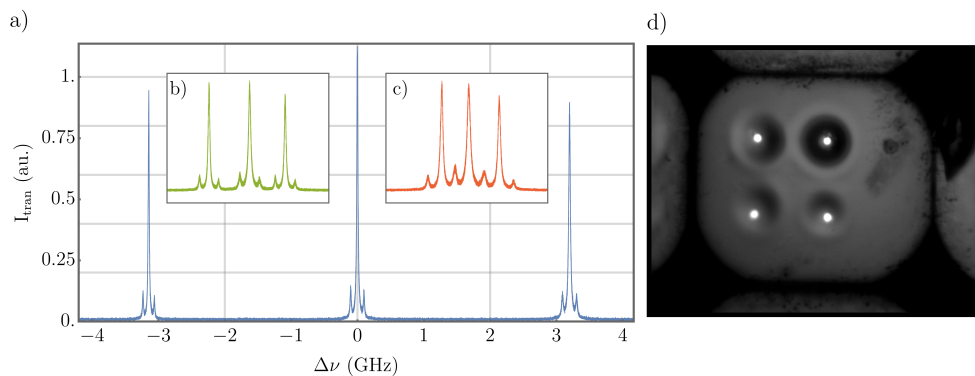 a)
d)
b)
c)
1.
0.75
0.5
0.25
0.
I_tran (au.)
−4 −3 −2 −1 0 1 2 3 4
Δν (GHz)